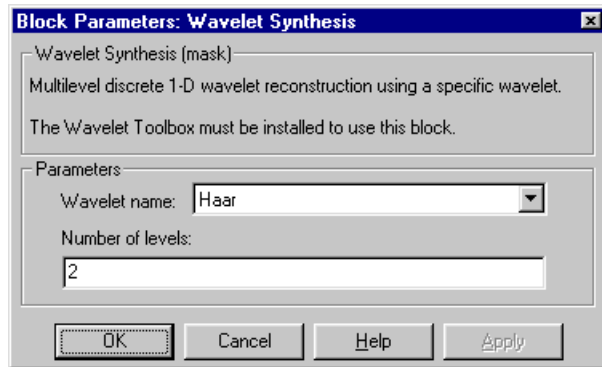 Block Parameters: Wavelet Synthesis
Wavelet Synthesis (mask)
Multilevel discrete 1-D wavelet reconstruction using a specific wavelet.
The Wavelet Toolbox must be installed to use this block.
Parameters
Wavelet name: Haar
Number of levels:
2
OK Cancel Help Apply